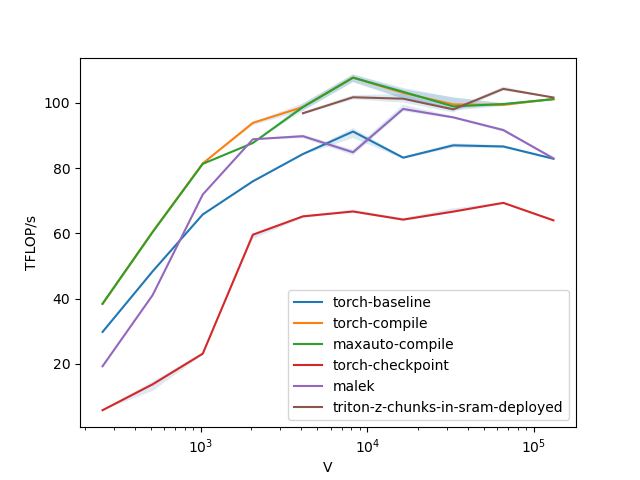 TFLOP/s
100
80
60
40
20
10³
10⁴
10⁵
V
torch-baseline
torch-compile
maxauto-compile
torch-checkpoint
malek
triton-z-chunks-in-sram-deployed